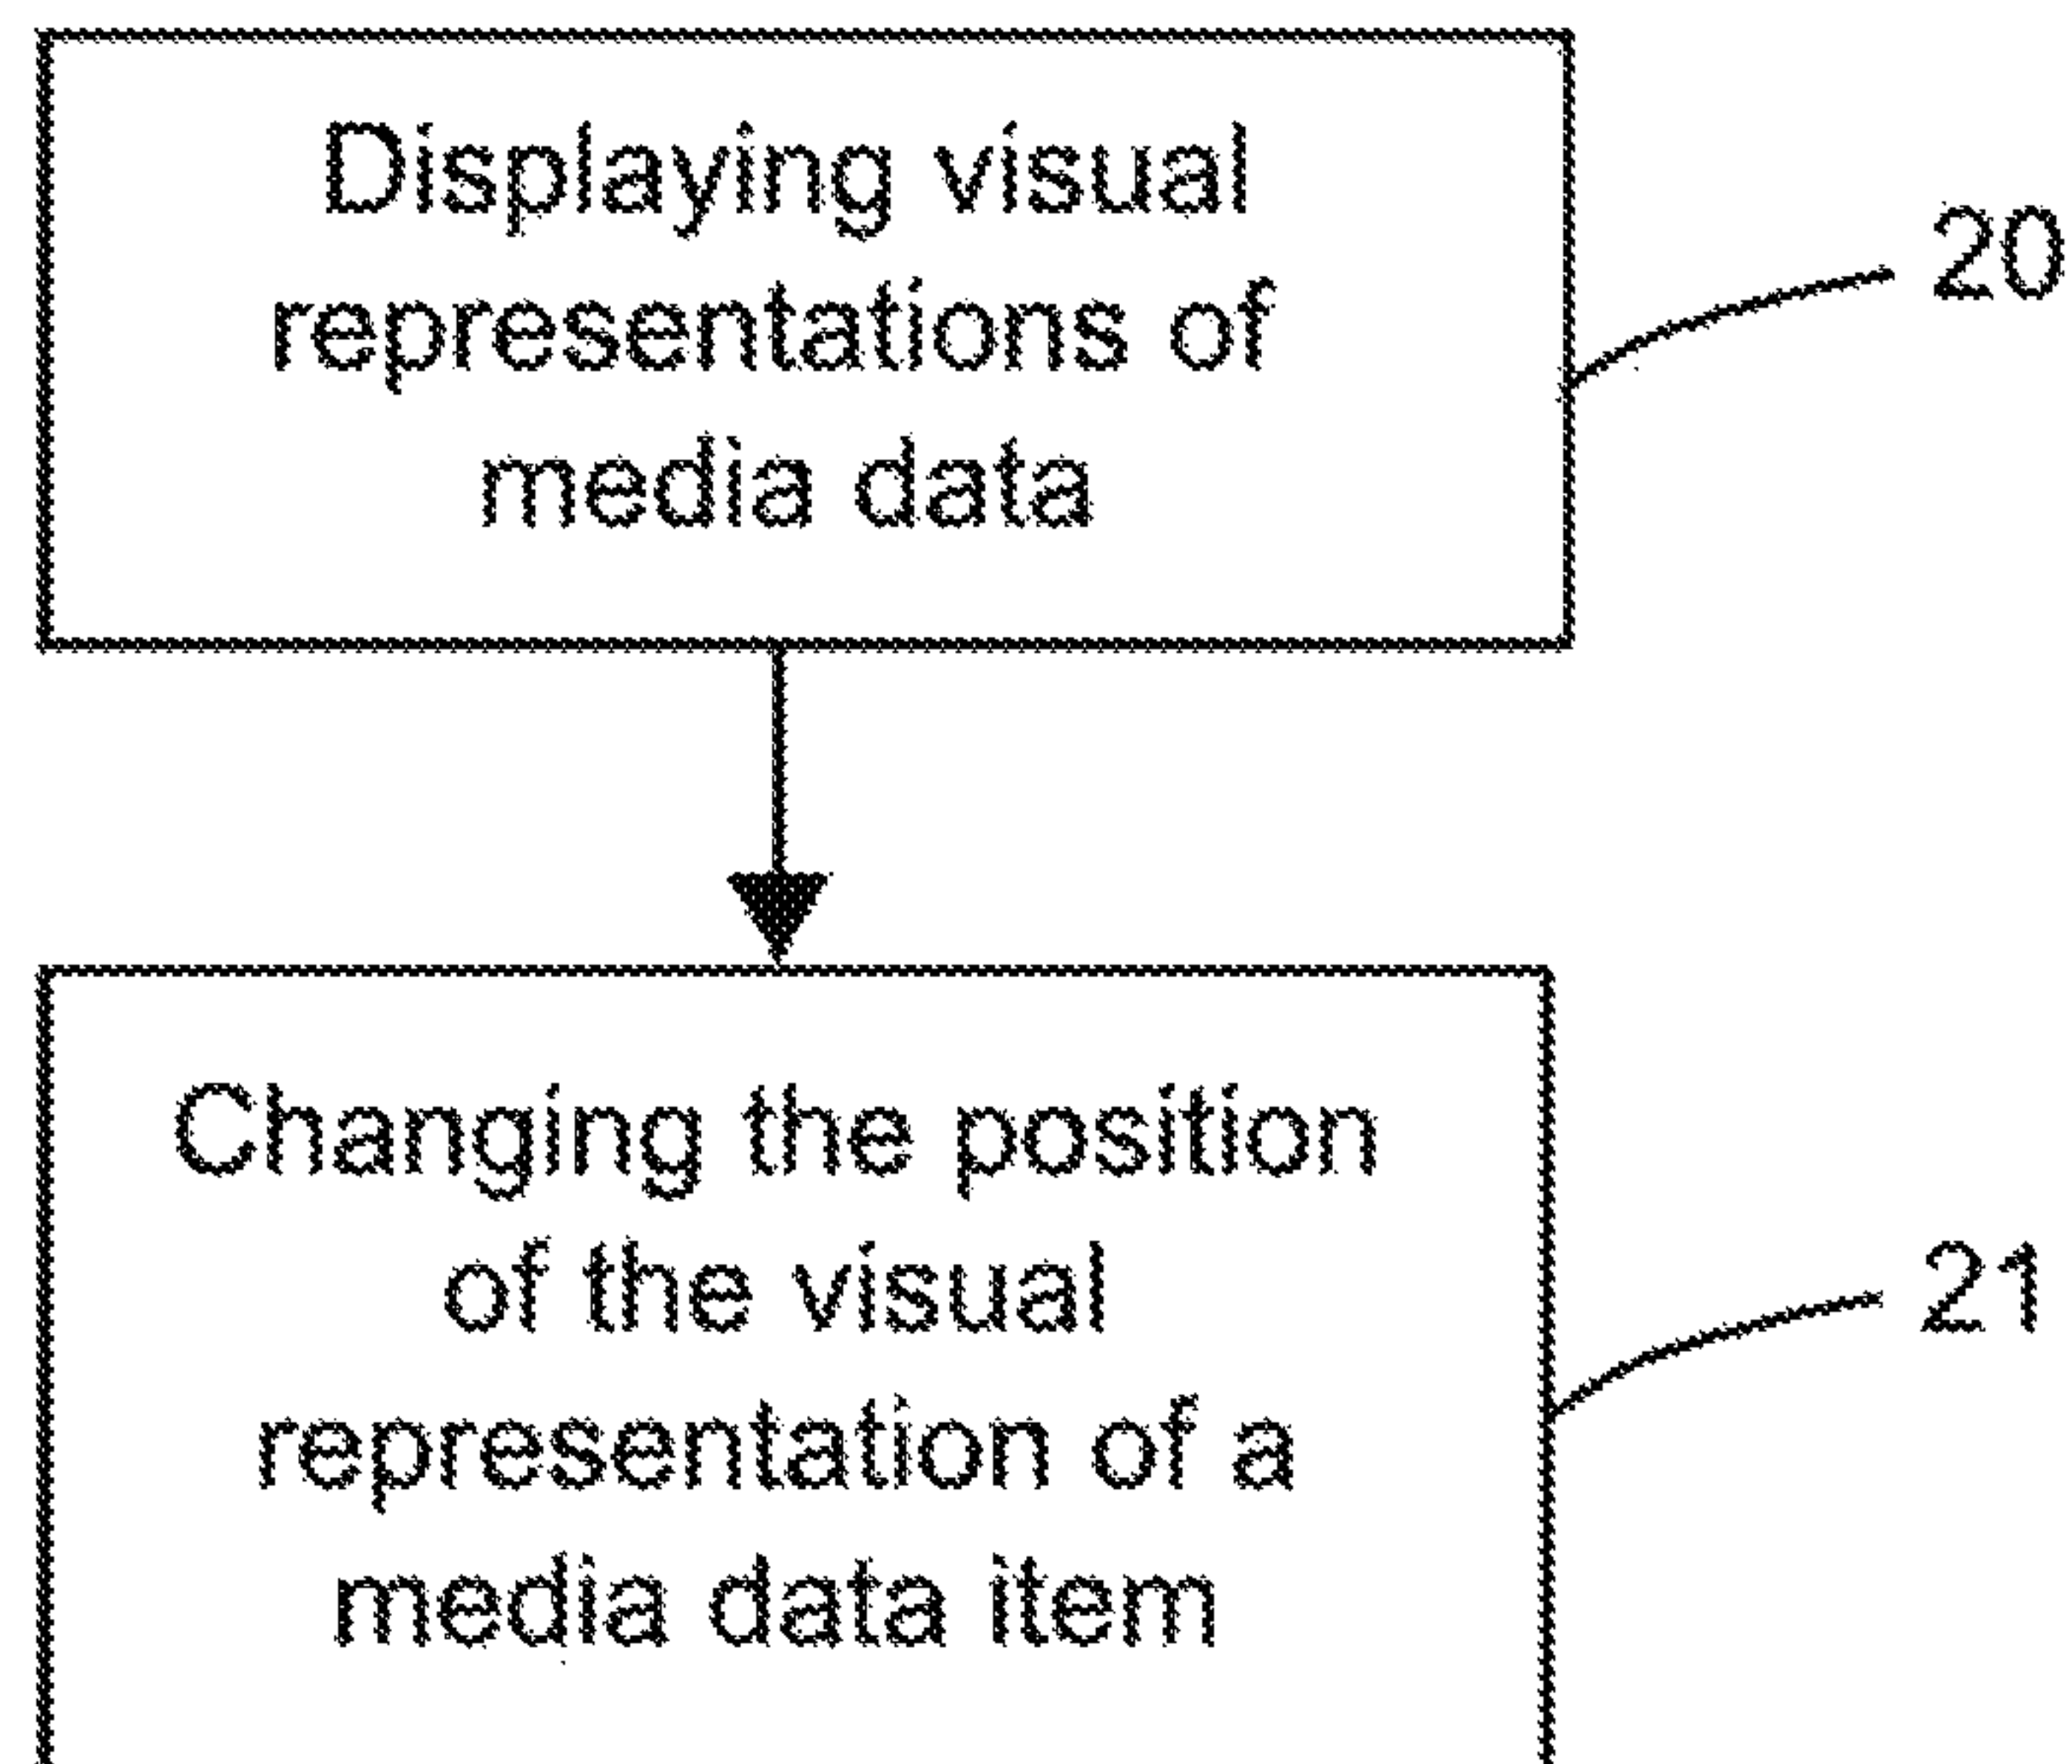 Displaying visual
representations of
media data
20
Changing the position
of the visual
representation of a
media data item
21